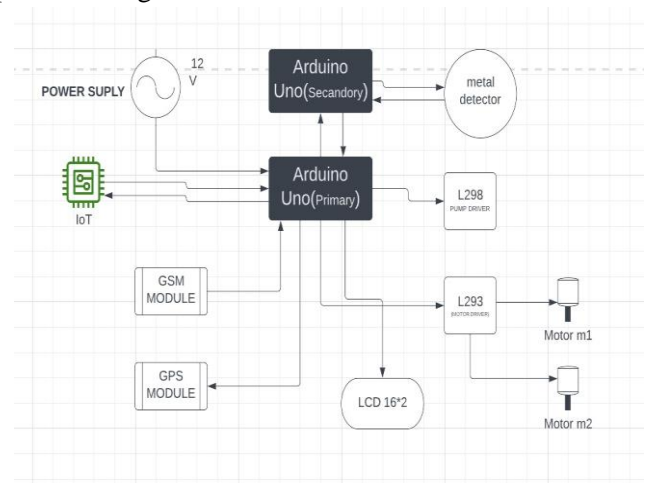 12
V
POWER SUPLY
Arduino
Uno(Secandory)
metal
detector
Arduino
Uno(Primary)
IoT
L298
PUMP DRIVER
GSM
MODULE
L293
(MOTOR DRIVER)
Motor m1
GPS
MODULE
LCD 16*2
Motor m2